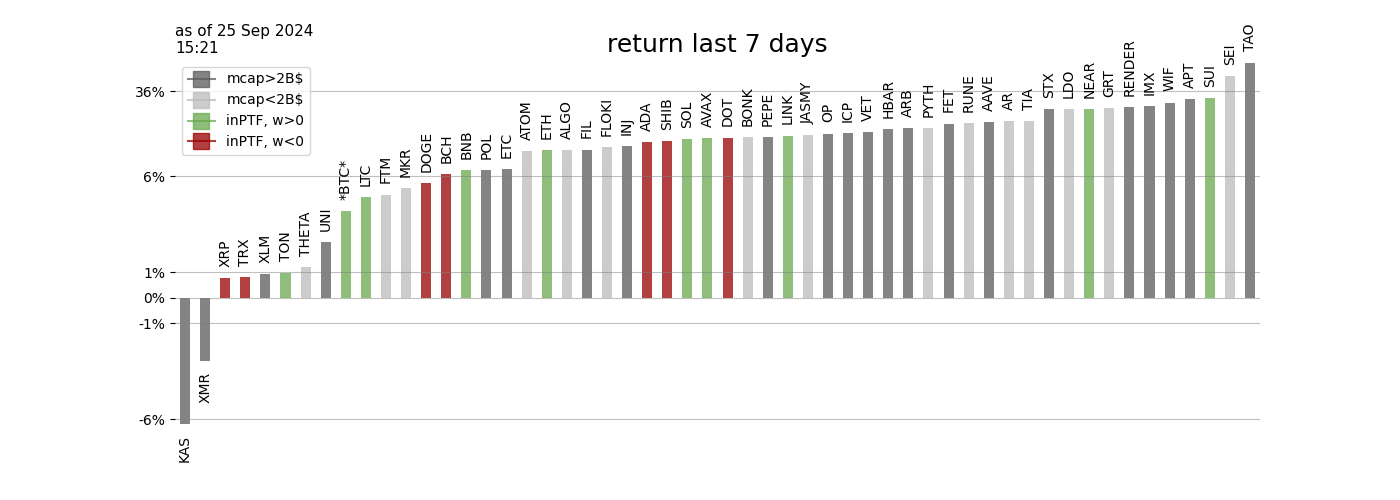 as of 25 Sep 2024
15:21
return last 7 days
mcap>2B$
mcap<2B$
inPTF, w>0
inPTF, w<0
36%
6%
1%
0%
-1%
-6%
KAS
XMR
XRP
TRX
XLM
TON
THETA
UNI
*BTC*
LTC
FTM
MKR
DOGE
BCH
BNB
POL
ETC
ATOM
ETH
ALGO
FIL
FLOKI
INJ
ADA
SHIB
SOL
AVAX
DOT
BONK
PEPE
LINK
JASMY
OP
ICP
VET
HBAR
ARB
PYTH
FET
RUNE
AAVE
AR
TIA
STX
LDO
NEAR
GRT
RENDER
IMX
WIF
APT
SUI
SEI
TAO